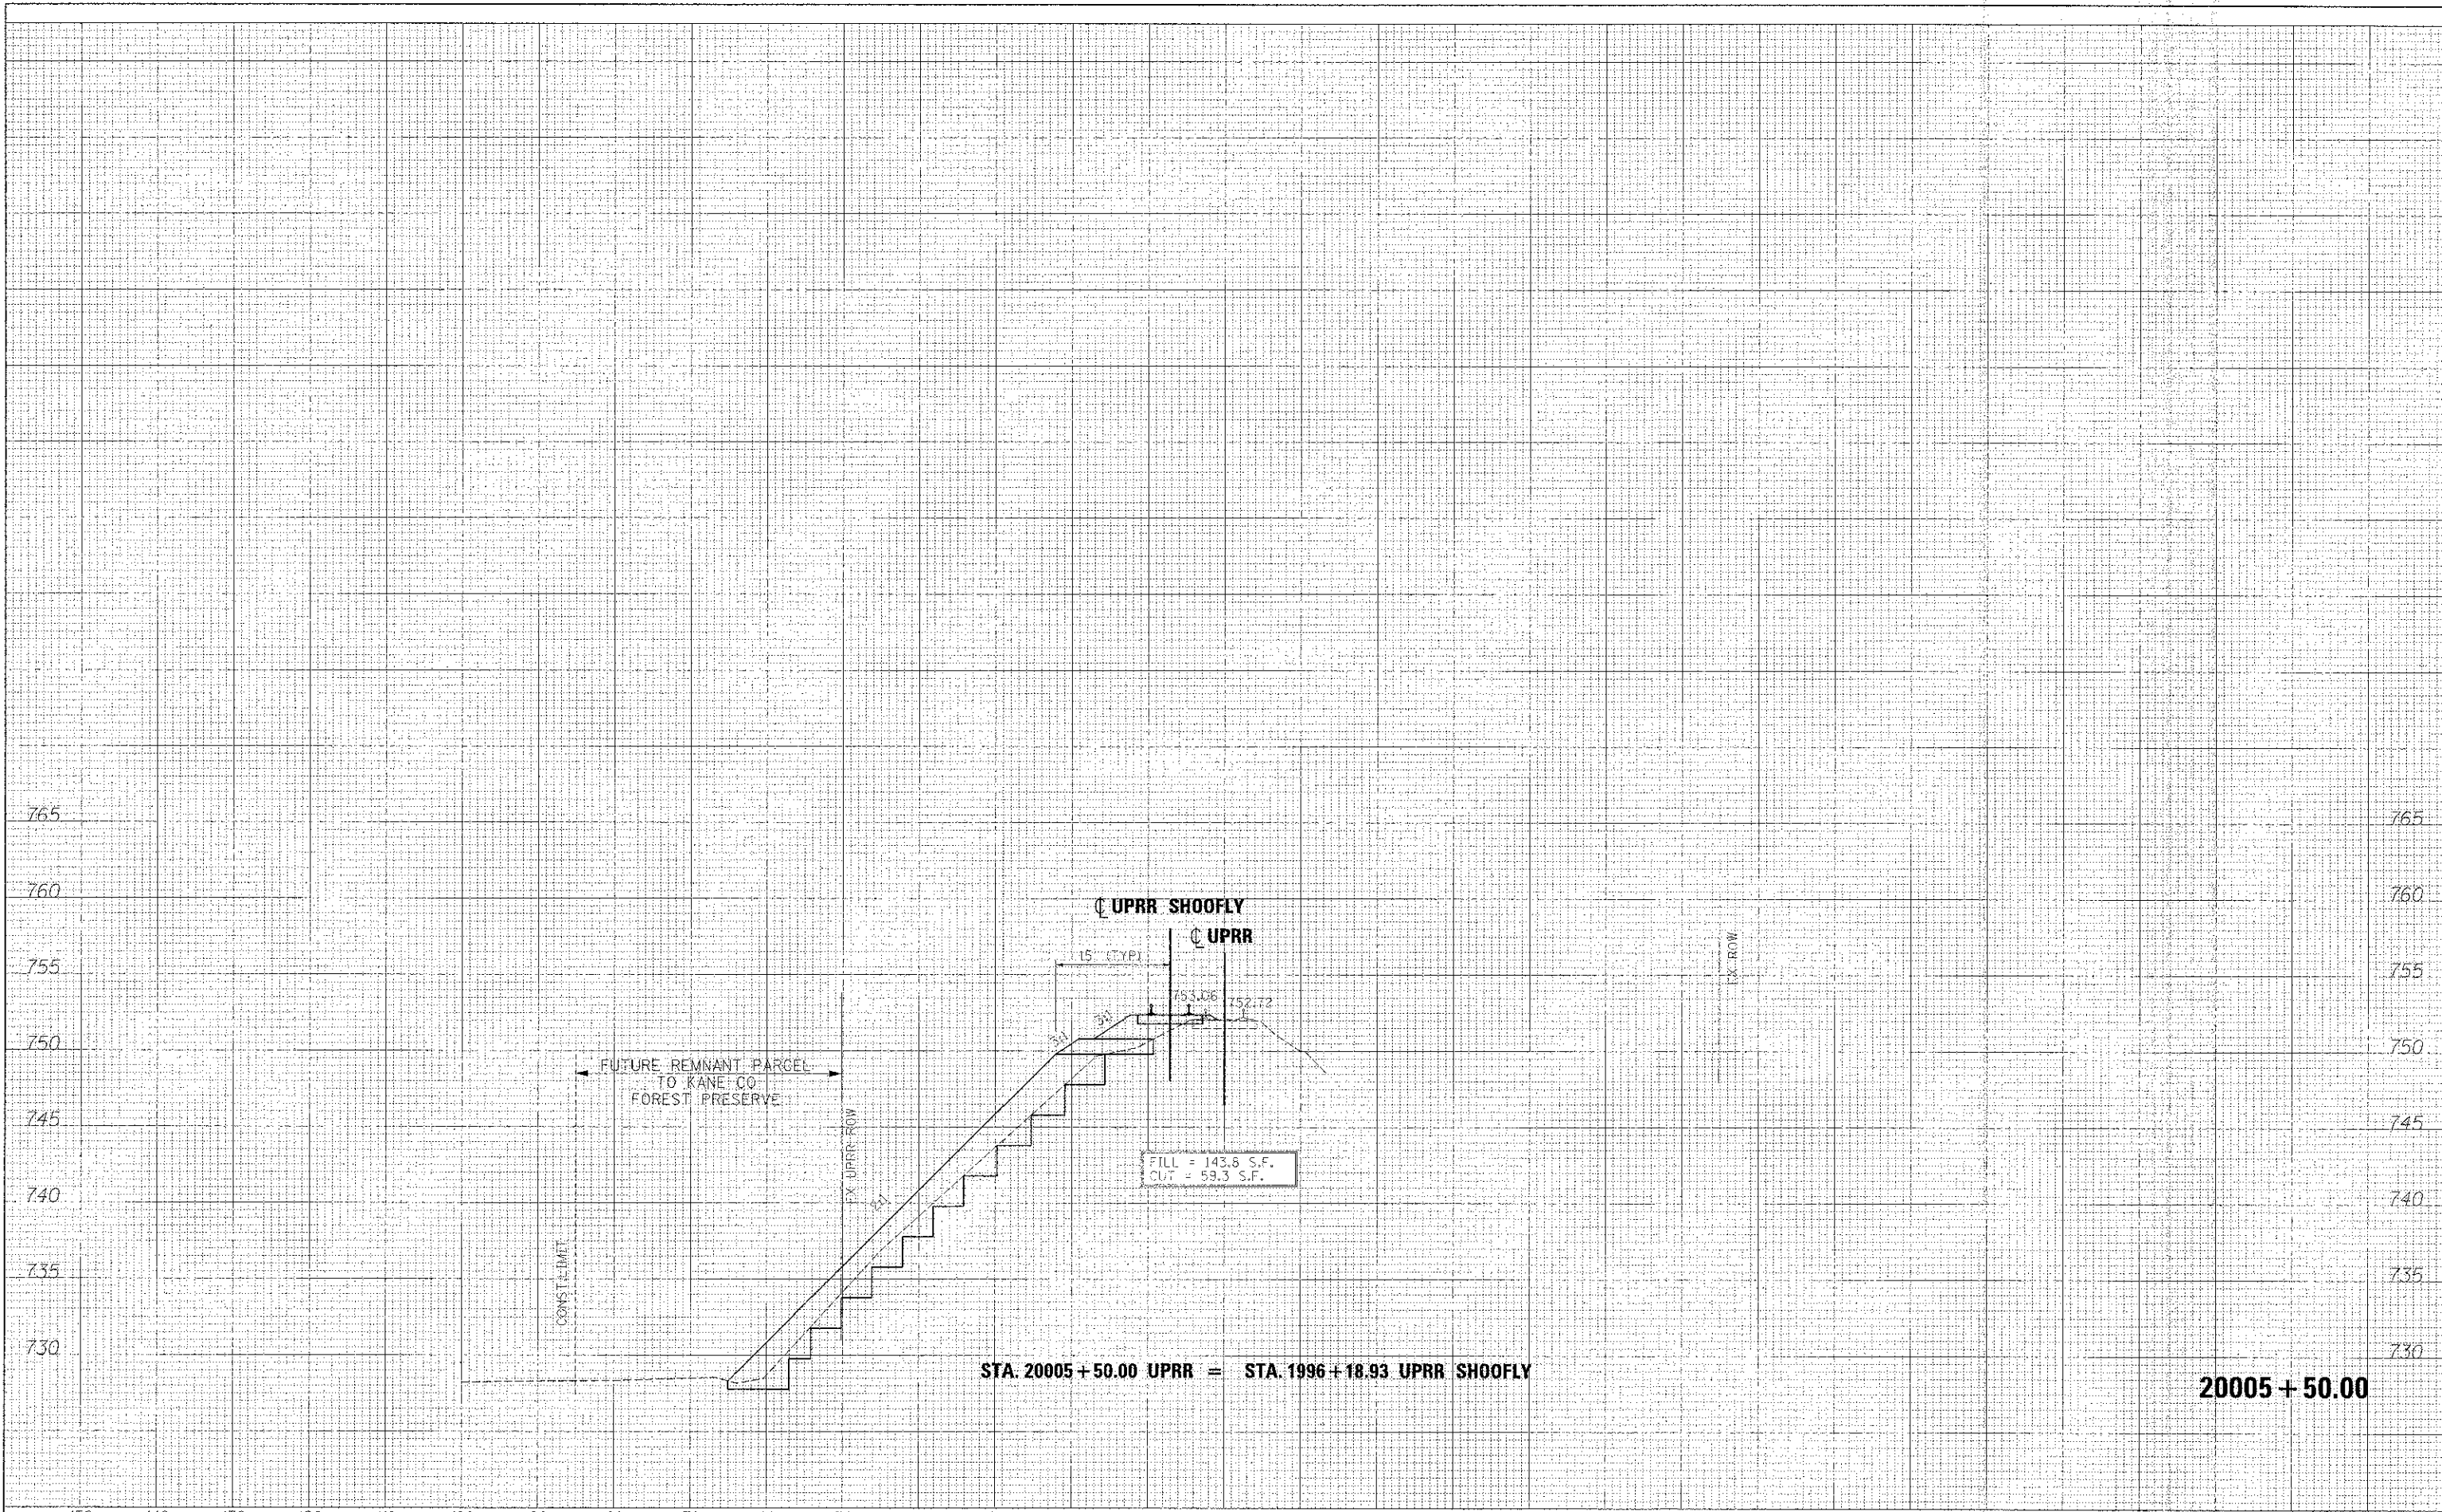 765 765
760 760
℄ UPRR SHOOFLY
℄ UPRR
EX ROW
15' (TYP)
755 755
753.06 752.72
3:1
3:1
750 750
FUTURE REMNANT PARCEL
TO KANE CO
FOREST PRESERVE
745 745
EX UPRR ROW
FILL = 143.8 S.F.
CUT = 59.3 S.F.
740 740
2:1
CONST LIMIT
735 735
730 730
STA. 20005+50.00 UPRR = STA. 1996+18.93 UPRR SHOOFLY
20005+50.00